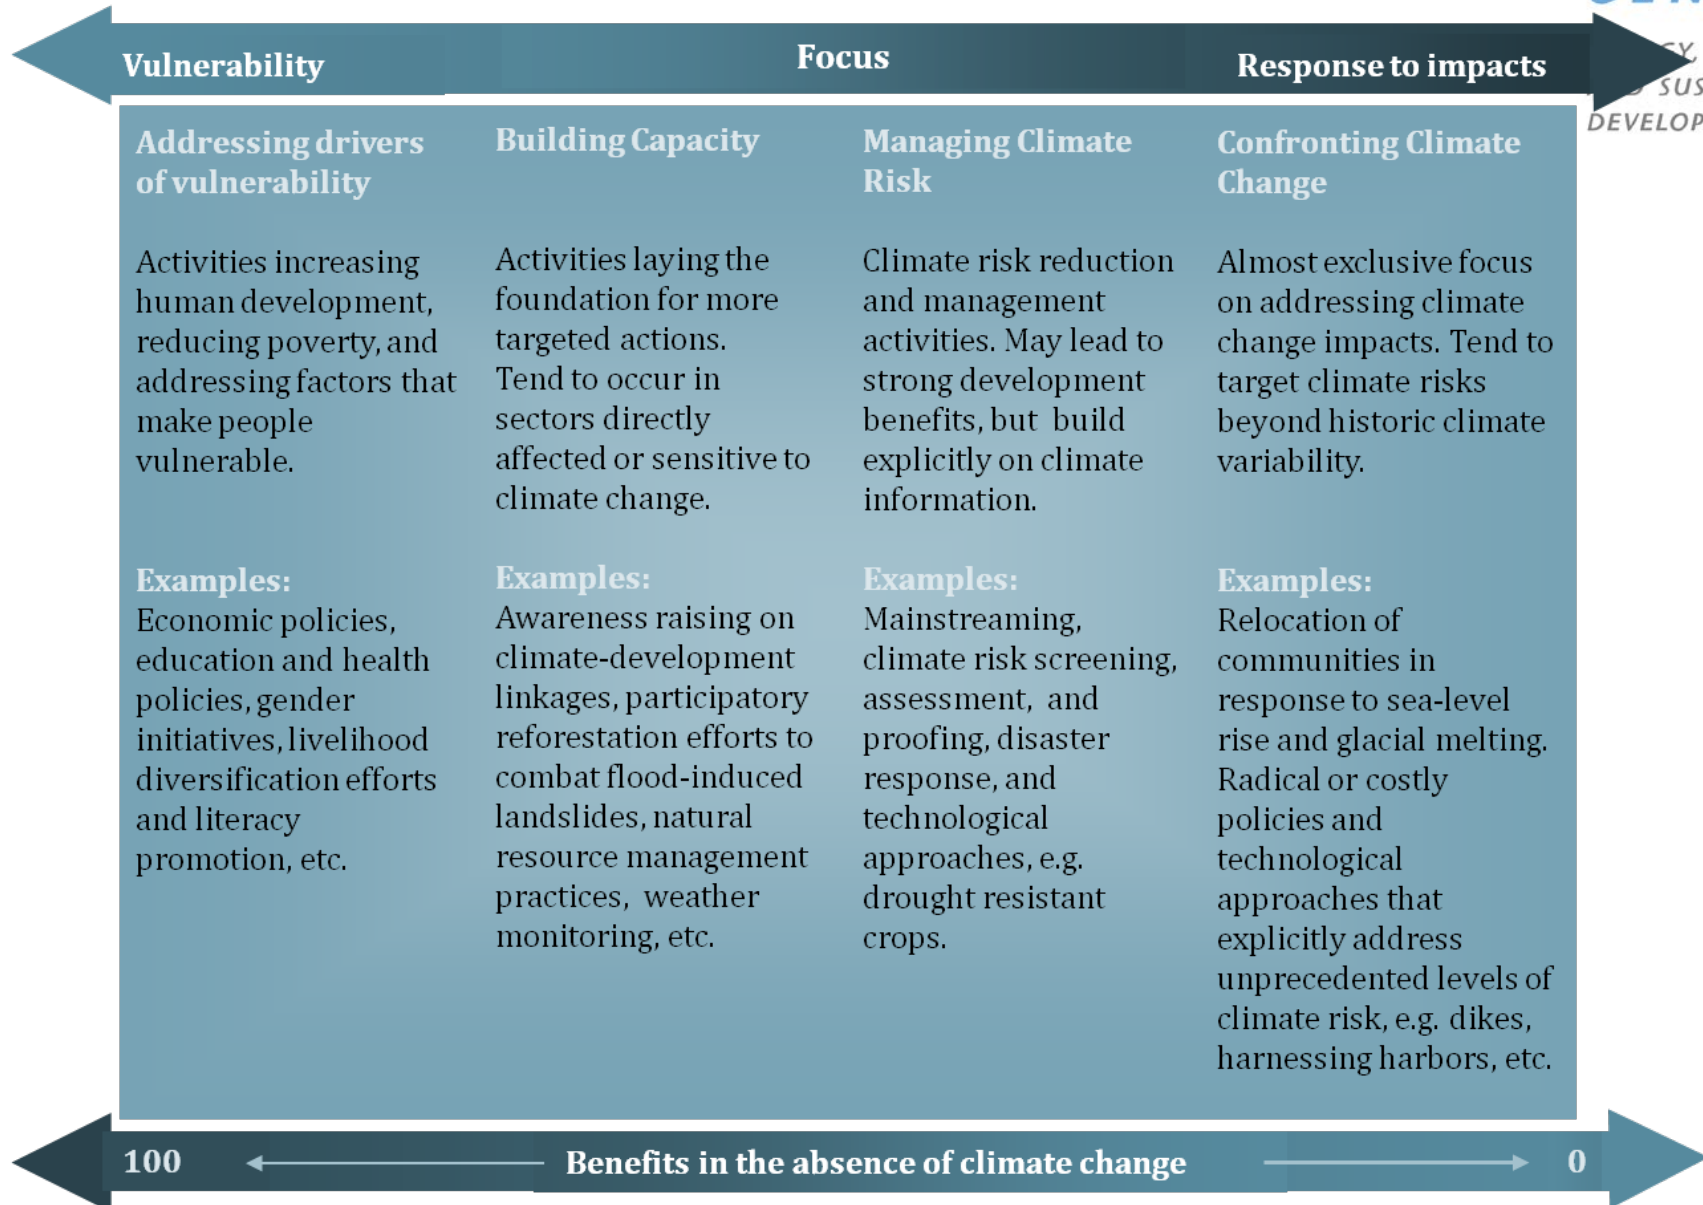 Vulnerability
Focus
Response to impacts
SUS
DEVELOP
Addressing drivers
of vulnerability
Activities increasing
human development,
reducing poverty, and
addressing factors that
make people
vulnerable.
Examples:
Economic policies,
education and health
policies, gender
initiatives, livelihood
diversification efforts
and literacy
promotion, etc.
Building Capacity
Activities laying the
foundation for more
targeted actions.
Tend to occur in
sectors directly
affected or sensitive to
climate change.
Examples:
Awareness raising on
climate-development
linkages, participatory
reforestation efforts to
combat flood-induced
landslides, natural
resource management
practices, weather
monitoring, etc.
Managing Climate
Risk
Climate risk reduction
and management
activities. May lead to
strong development
benefits, but build
explicitly on climate
information.
Examples:
Mainstreaming,
climate risk screening,
assessment, and
proofing, disaster
response, and
technological
approaches, e.g.
drought resistant
crops.
Confronting Climate
Change
Almost exclusive focus
on addressing climate
change impacts. Tend to
target climate risks
beyond historic climate
variability.
Examples:
Relocation of
communities in
response to sea-level
rise and glacial melting.
Radical or costly
policies and
technological
approaches that
explicitly address
unprecedented levels of
climate risk, e.g. dikes,
harnessing harbors, etc.
100
Benefits in the absence of climate change
0